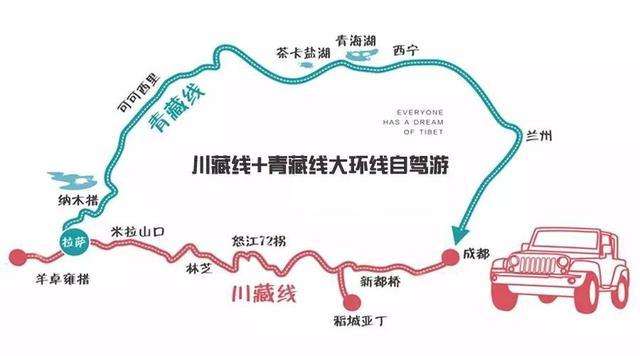 茶卡盐湖
青海湖
西宁
可可西里
青藏线
EVERYONE
HAS A DREAM
OF TIBET
兰州
川藏线+青藏线大环线自驾游
纳木措
拉萨
米拉山口
怒江72拐
成都
羊卓雍措
林芝
新都桥
川藏线
稻城亚丁